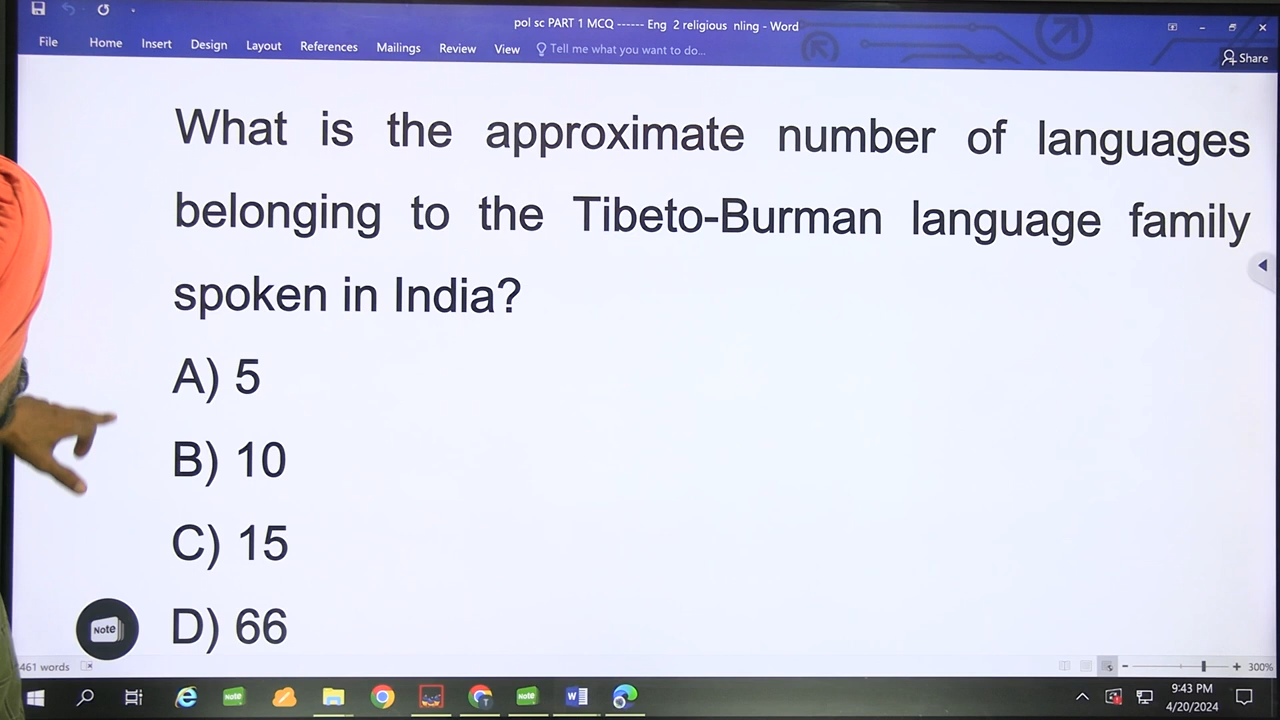 pol sc PART 1 MCQ ------ Eng 2 religious nling - Word
File Home Insert Design Layout References Mailings Review View Tell me what you want to do... Share
What is the approximate number of languages
belonging to the Tibeto-Burman language family
spoken in India?
A) 5
B) 10
C) 15
Note D) 66
461 words 300%
Note Note
9:43 PM
4/20/2024